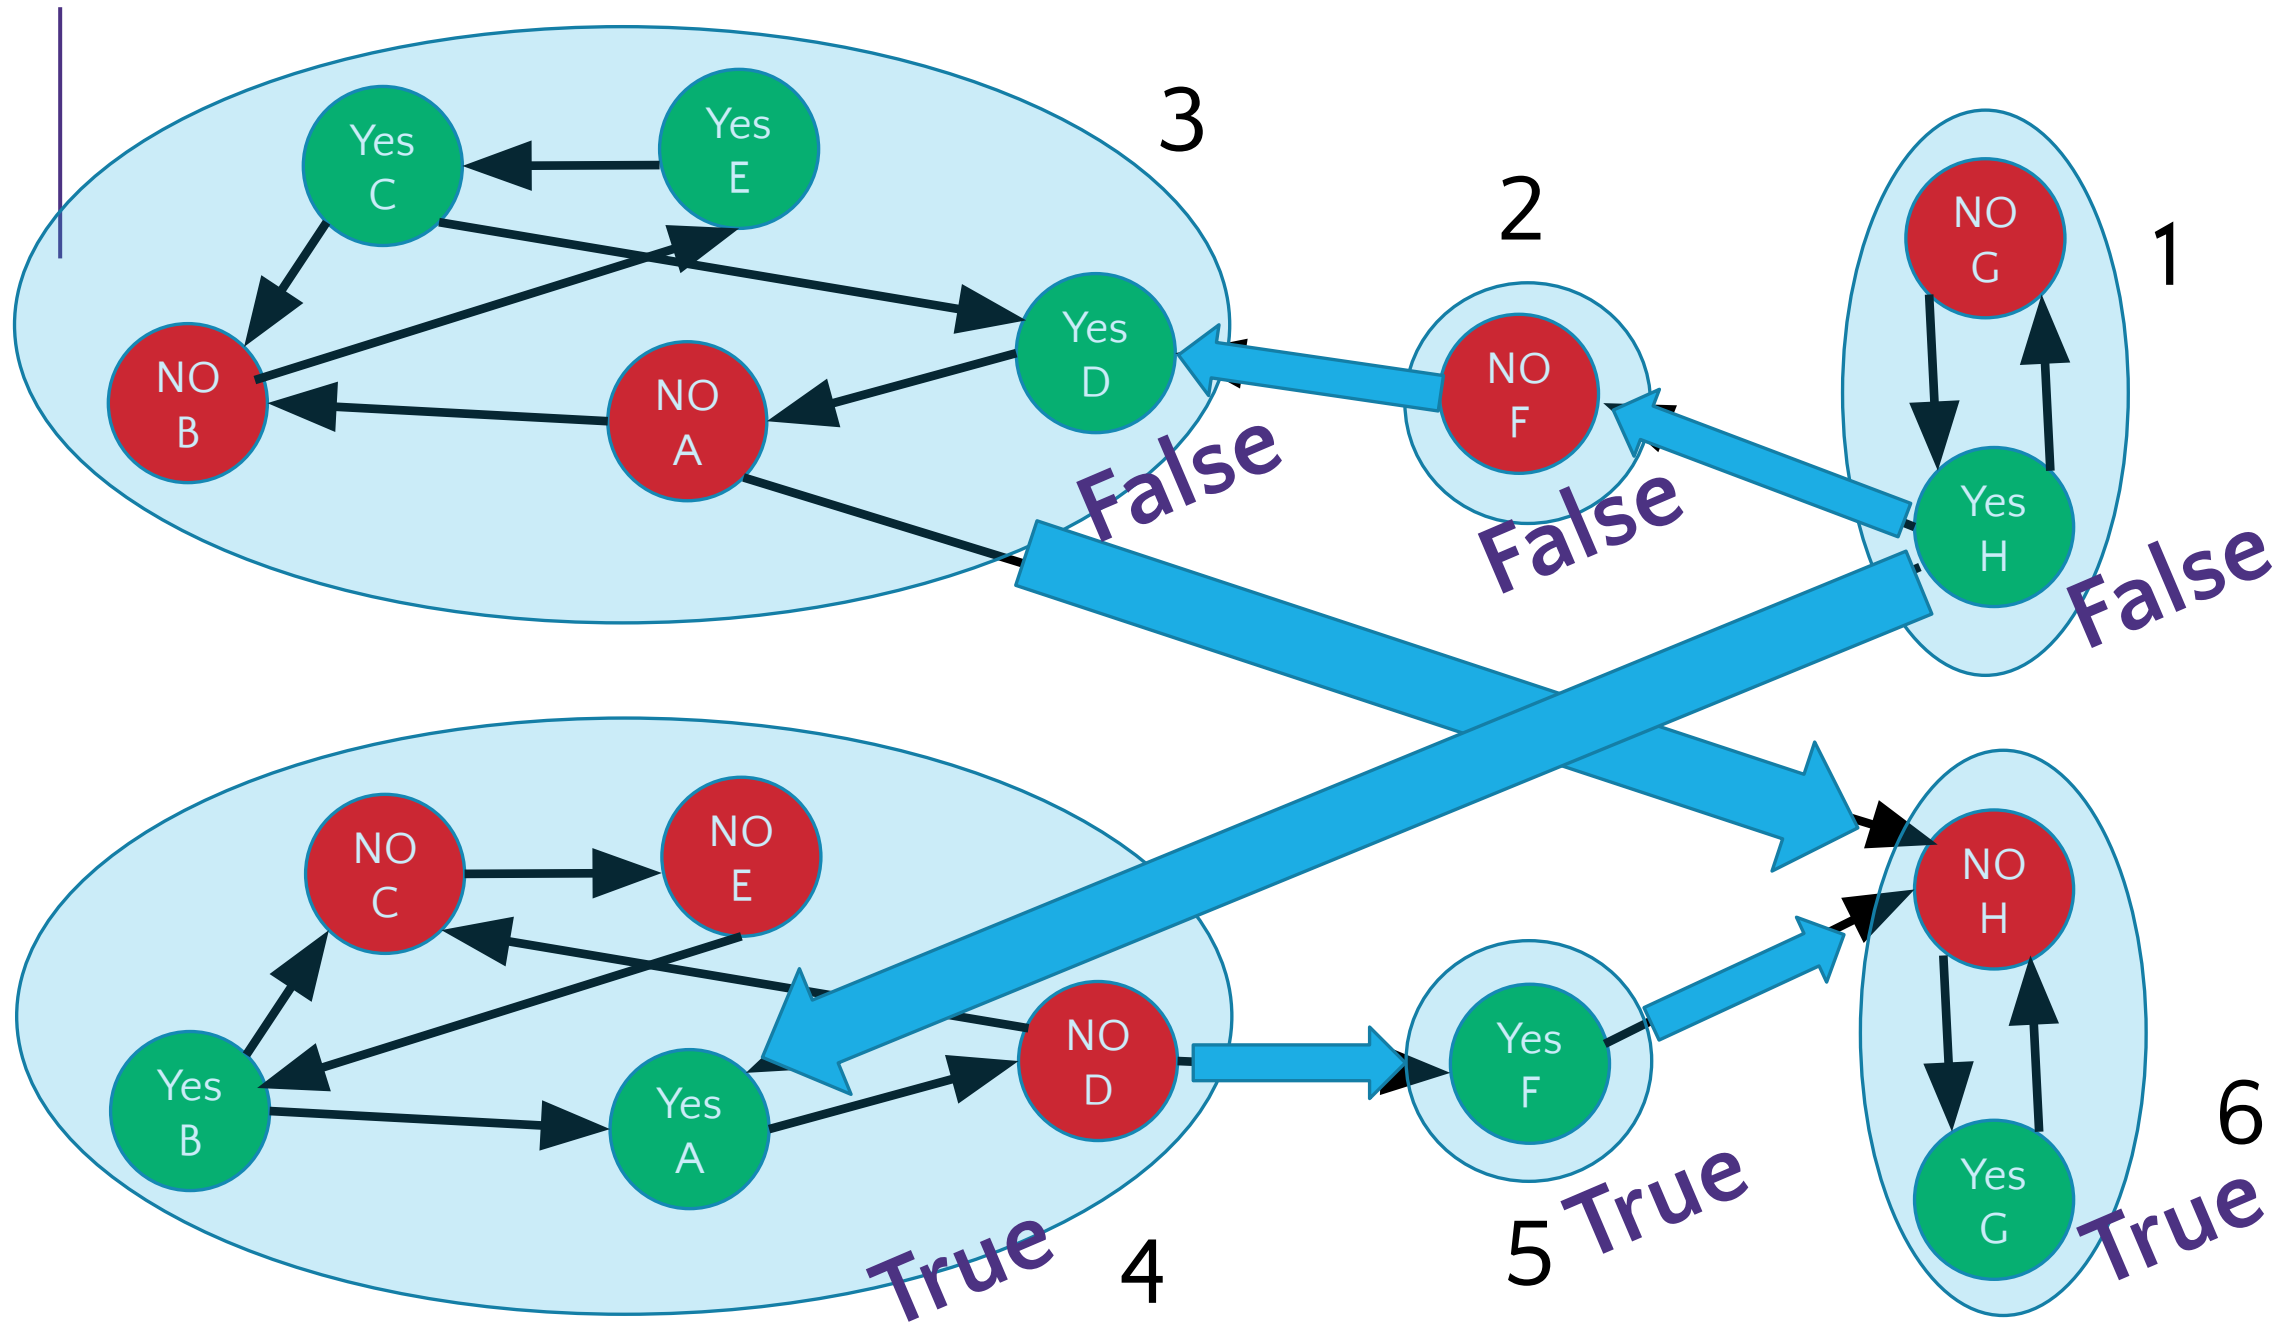 3
Yes
C
Yes
E
2
NO
G
1
NO
B
NO
A
Yes
D
NO
F
Yes
H
False
False
False
NO
C
NO
E
NO
H
Yes
B
Yes
A
NO
D
Yes
F
Yes
G
6
True
4
5
True
True